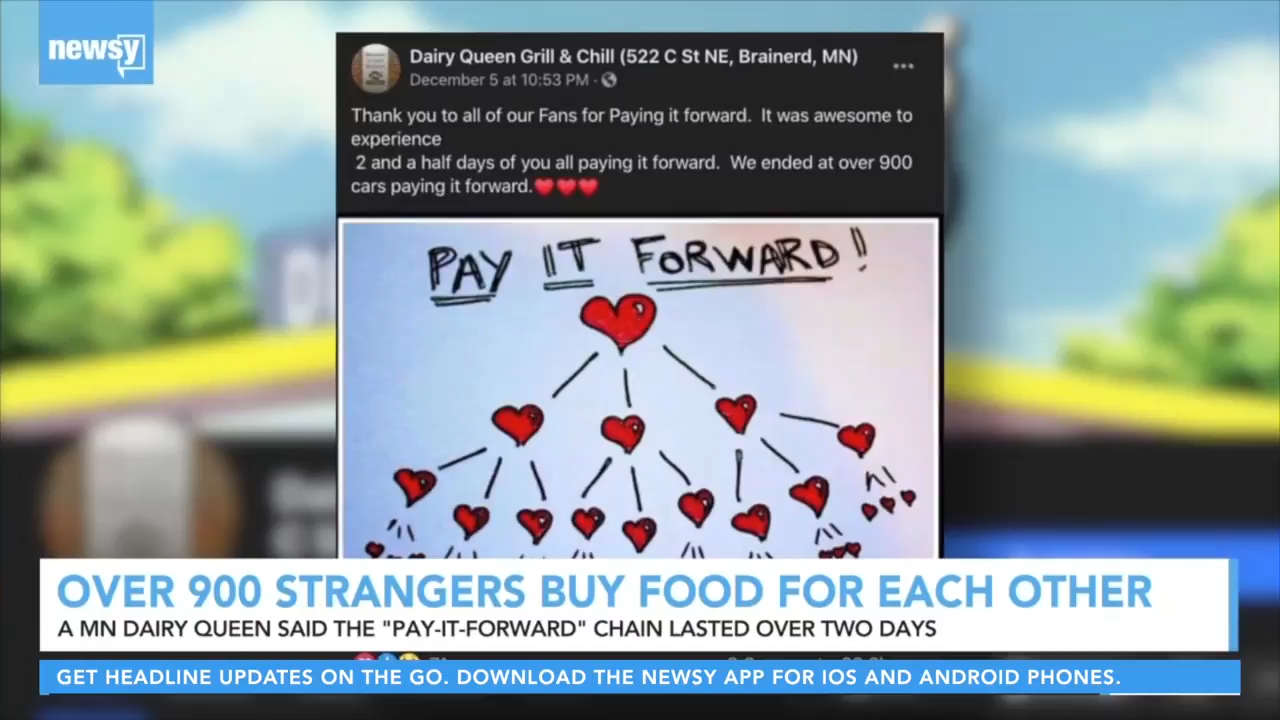 newsy
Dairy Queen Grill & Chill (522 C St NE, Brainerd, MN)
December 5 at 10:53 PM ·
Thank you to all of our Fans for Paying it forward. It was awesome to
experience
2 and a half days of you all paying it forward. We ended at over 900
cars paying it forward.❤️❤️❤️
PAY IT FORWARD!
OVER 900 STRANGERS BUY FOOD FOR EACH OTHER
A MN DAIRY QUEEN SAID THE "PAY-IT-FORWARD" CHAIN LASTED OVER TWO DAYS
GET HEADLINE UPDATES ON THE GO. DOWNLOAD THE NEWSY APP FOR IOS AND ANDROID PHONES.